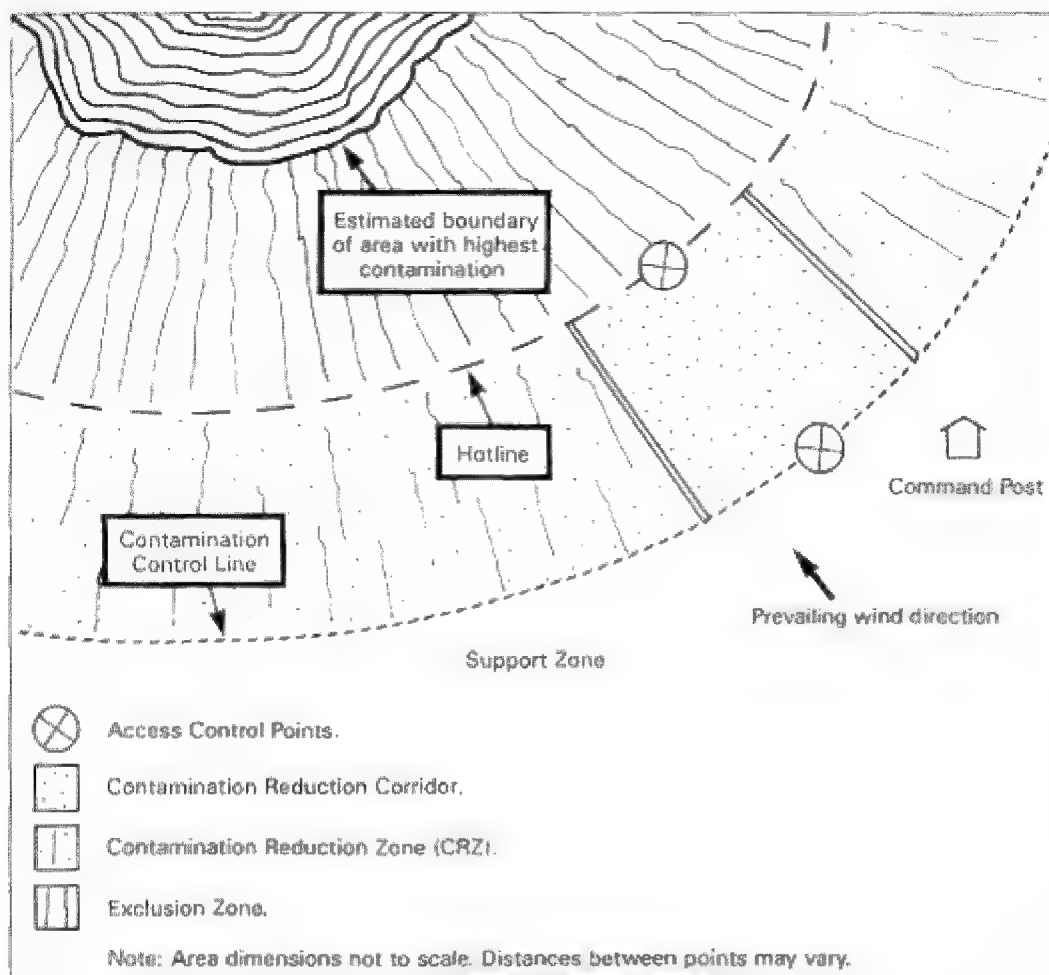 Estimated boundary
of area with highest
contamination
Hotline
Command Post
Contamination
Control Line
Prevailing wind direction
Support Zone
Access Control Points.
Contamination Reduction Corridor.
Contamination Reduction Zone (CRZ).
Exclusion Zone.
Note: Area dimensions not to scale. Distances between points may vary.